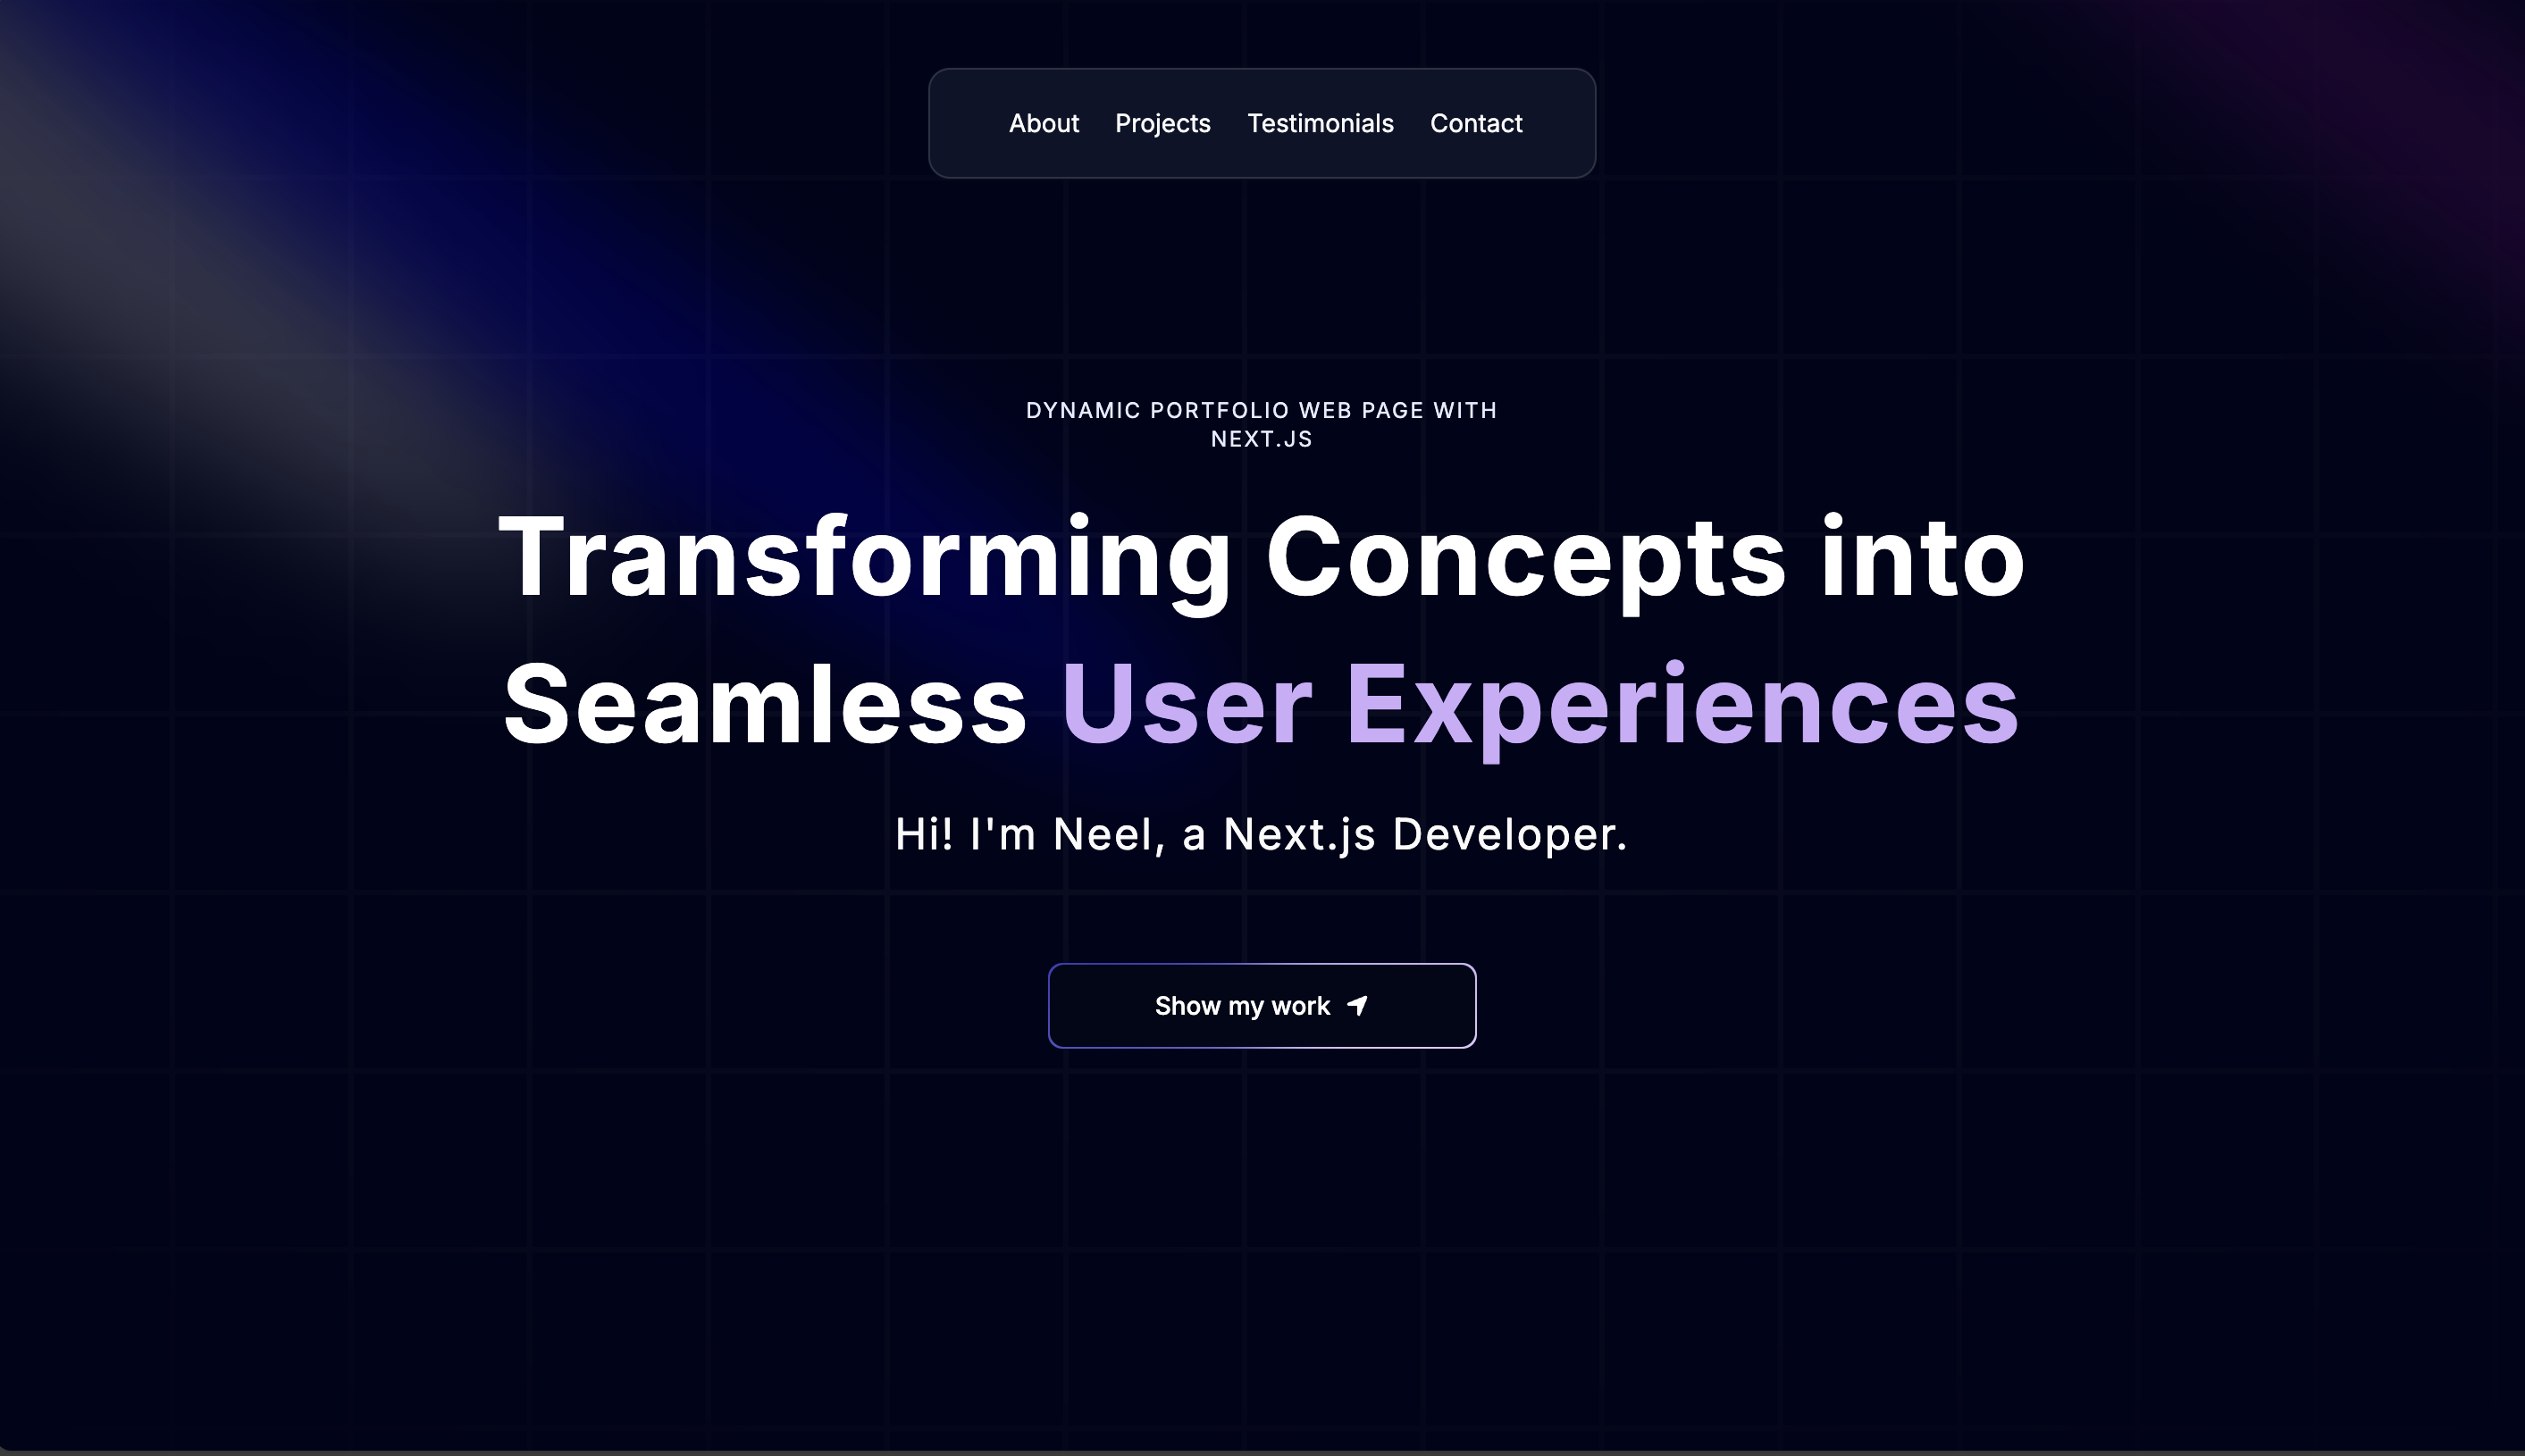 About Projects Testimonials Contact
DYNAMIC PORTFOLIO WEB PAGE WITH
NEXT.JS
Transforming Concepts into
Seamless User Experiences
Hi! I'm Neel, a Next.js Developer.
Show my work